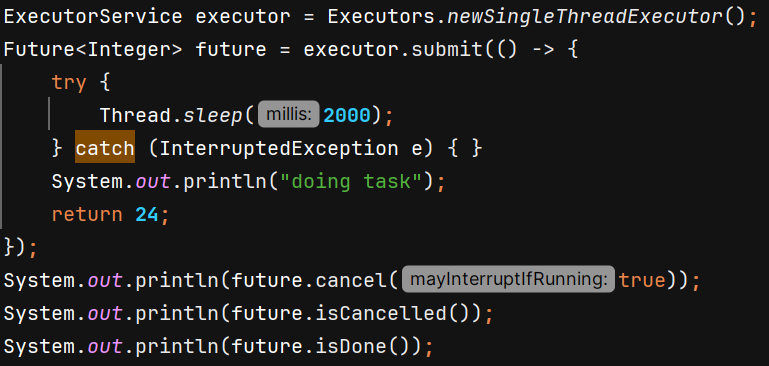 ExecutorService executor = Executors.newSingleThreadExecutor();
Future<Integer> future = executor.submit(() -> {
    try {
        Thread.sleep( millis: 2000);
    } catch (InterruptedException e) { }
    System.out.println("doing task");
    return 24;
});
System.out.println(future.cancel( mayInterruptIfRunning: true));
System.out.println(future.isCancelled());
System.out.println(future.isDone());